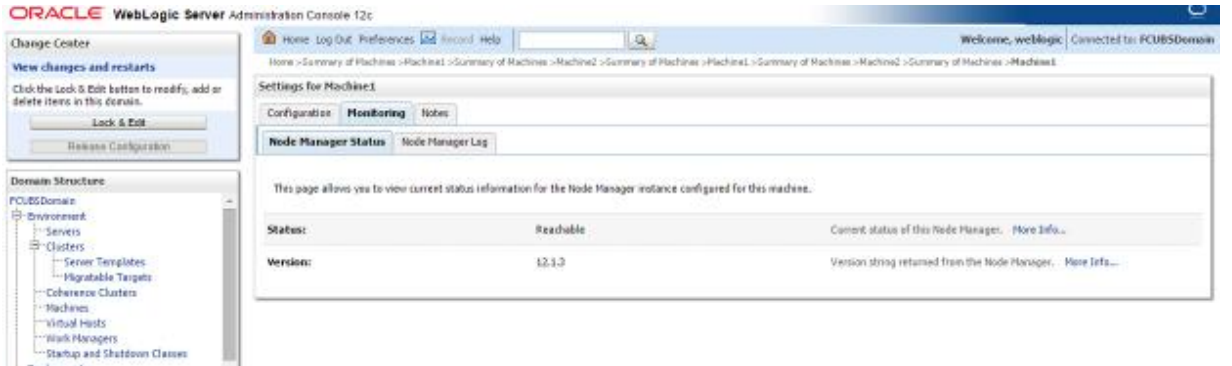 ORACLE WebLogic Server Administration Console 12c
Change Center
View changes and restarts
Click the Lock & Edit button to modify, add or
delete items in this domain.
Lock & Edit
Release Configuration
Domain Structure
FCUBSDomain
Environment
Servers
Clusters
Server Templates
Migratable Targets
Coherence Clusters
Machines
Virtual Hosts
Work Managers
Startup and Shutdown Classes
Home Log Out Preferences Record Help
Welcome, weblogic Connected to: FCUBSDomain
Home >Summary of Machines >Machine1 >Summary of Machines >Machine2 >Summary of Machines >Machine1 >Summary of Machines >Machine2 >Summary of Machines >Machine1
Settings for Machine1
Configuration Monitoring Notes
Node Manager Status Node Manager Log
This page allows you to view current status information for the Node Manager instance configured for this machine.
Status: Reachable Current status of this Node Manager. More Info...
Version: 12.1.3 Version string returned from the Node Manager. More Info...